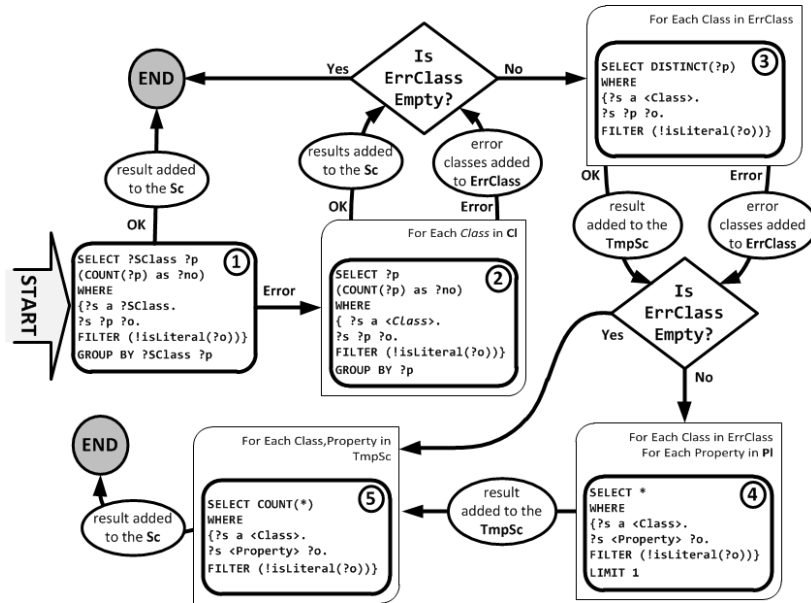 START
SELECT ?SClass ?p
(COUNT(?p) as ?no)
WHERE
{?s a ?SClass.
?s ?p ?o.
FILTER (!isLiteral(?o))}
GROUP BY ?SClass ?p
1
OK
result added
to the Sc
END
Error
For Each Class in Cl
SELECT ?p
(COUNT(?p) as ?no)
WHERE
{ ?s a <Class>.
?s ?p ?o.
FILTER (!isLiteral(?o))}
GROUP BY ?p
2
OK
results added
to the Sc
Error
error
classes added
to ErrClass
Is
ErrClass
Empty?
Yes
No
For Each Class in ErrClass
SELECT DISTINCT(?p)
WHERE
{?s a <Class>.
?s ?p ?o.
FILTER (!isLiteral(?o))}
3
OK
result
added to the
TmpSc
Error
error
classes added
to ErrClass
Is
ErrClass
Empty?
Yes
No
For Each Class in ErrClass
For Each Property in Pl
SELECT *
WHERE
{?s a <Class>.
?s <Property> ?o.
FILTER (!isLiteral(?o))}
LIMIT 1
4
result
added to the
TmpSc
For Each Class,Property in
TmpSc
SELECT COUNT(*)
WHERE
{?s a <Class>.
?s <Property> ?o.
FILTER (!isLiteral(?o))}
5
result added
to the Sc
END